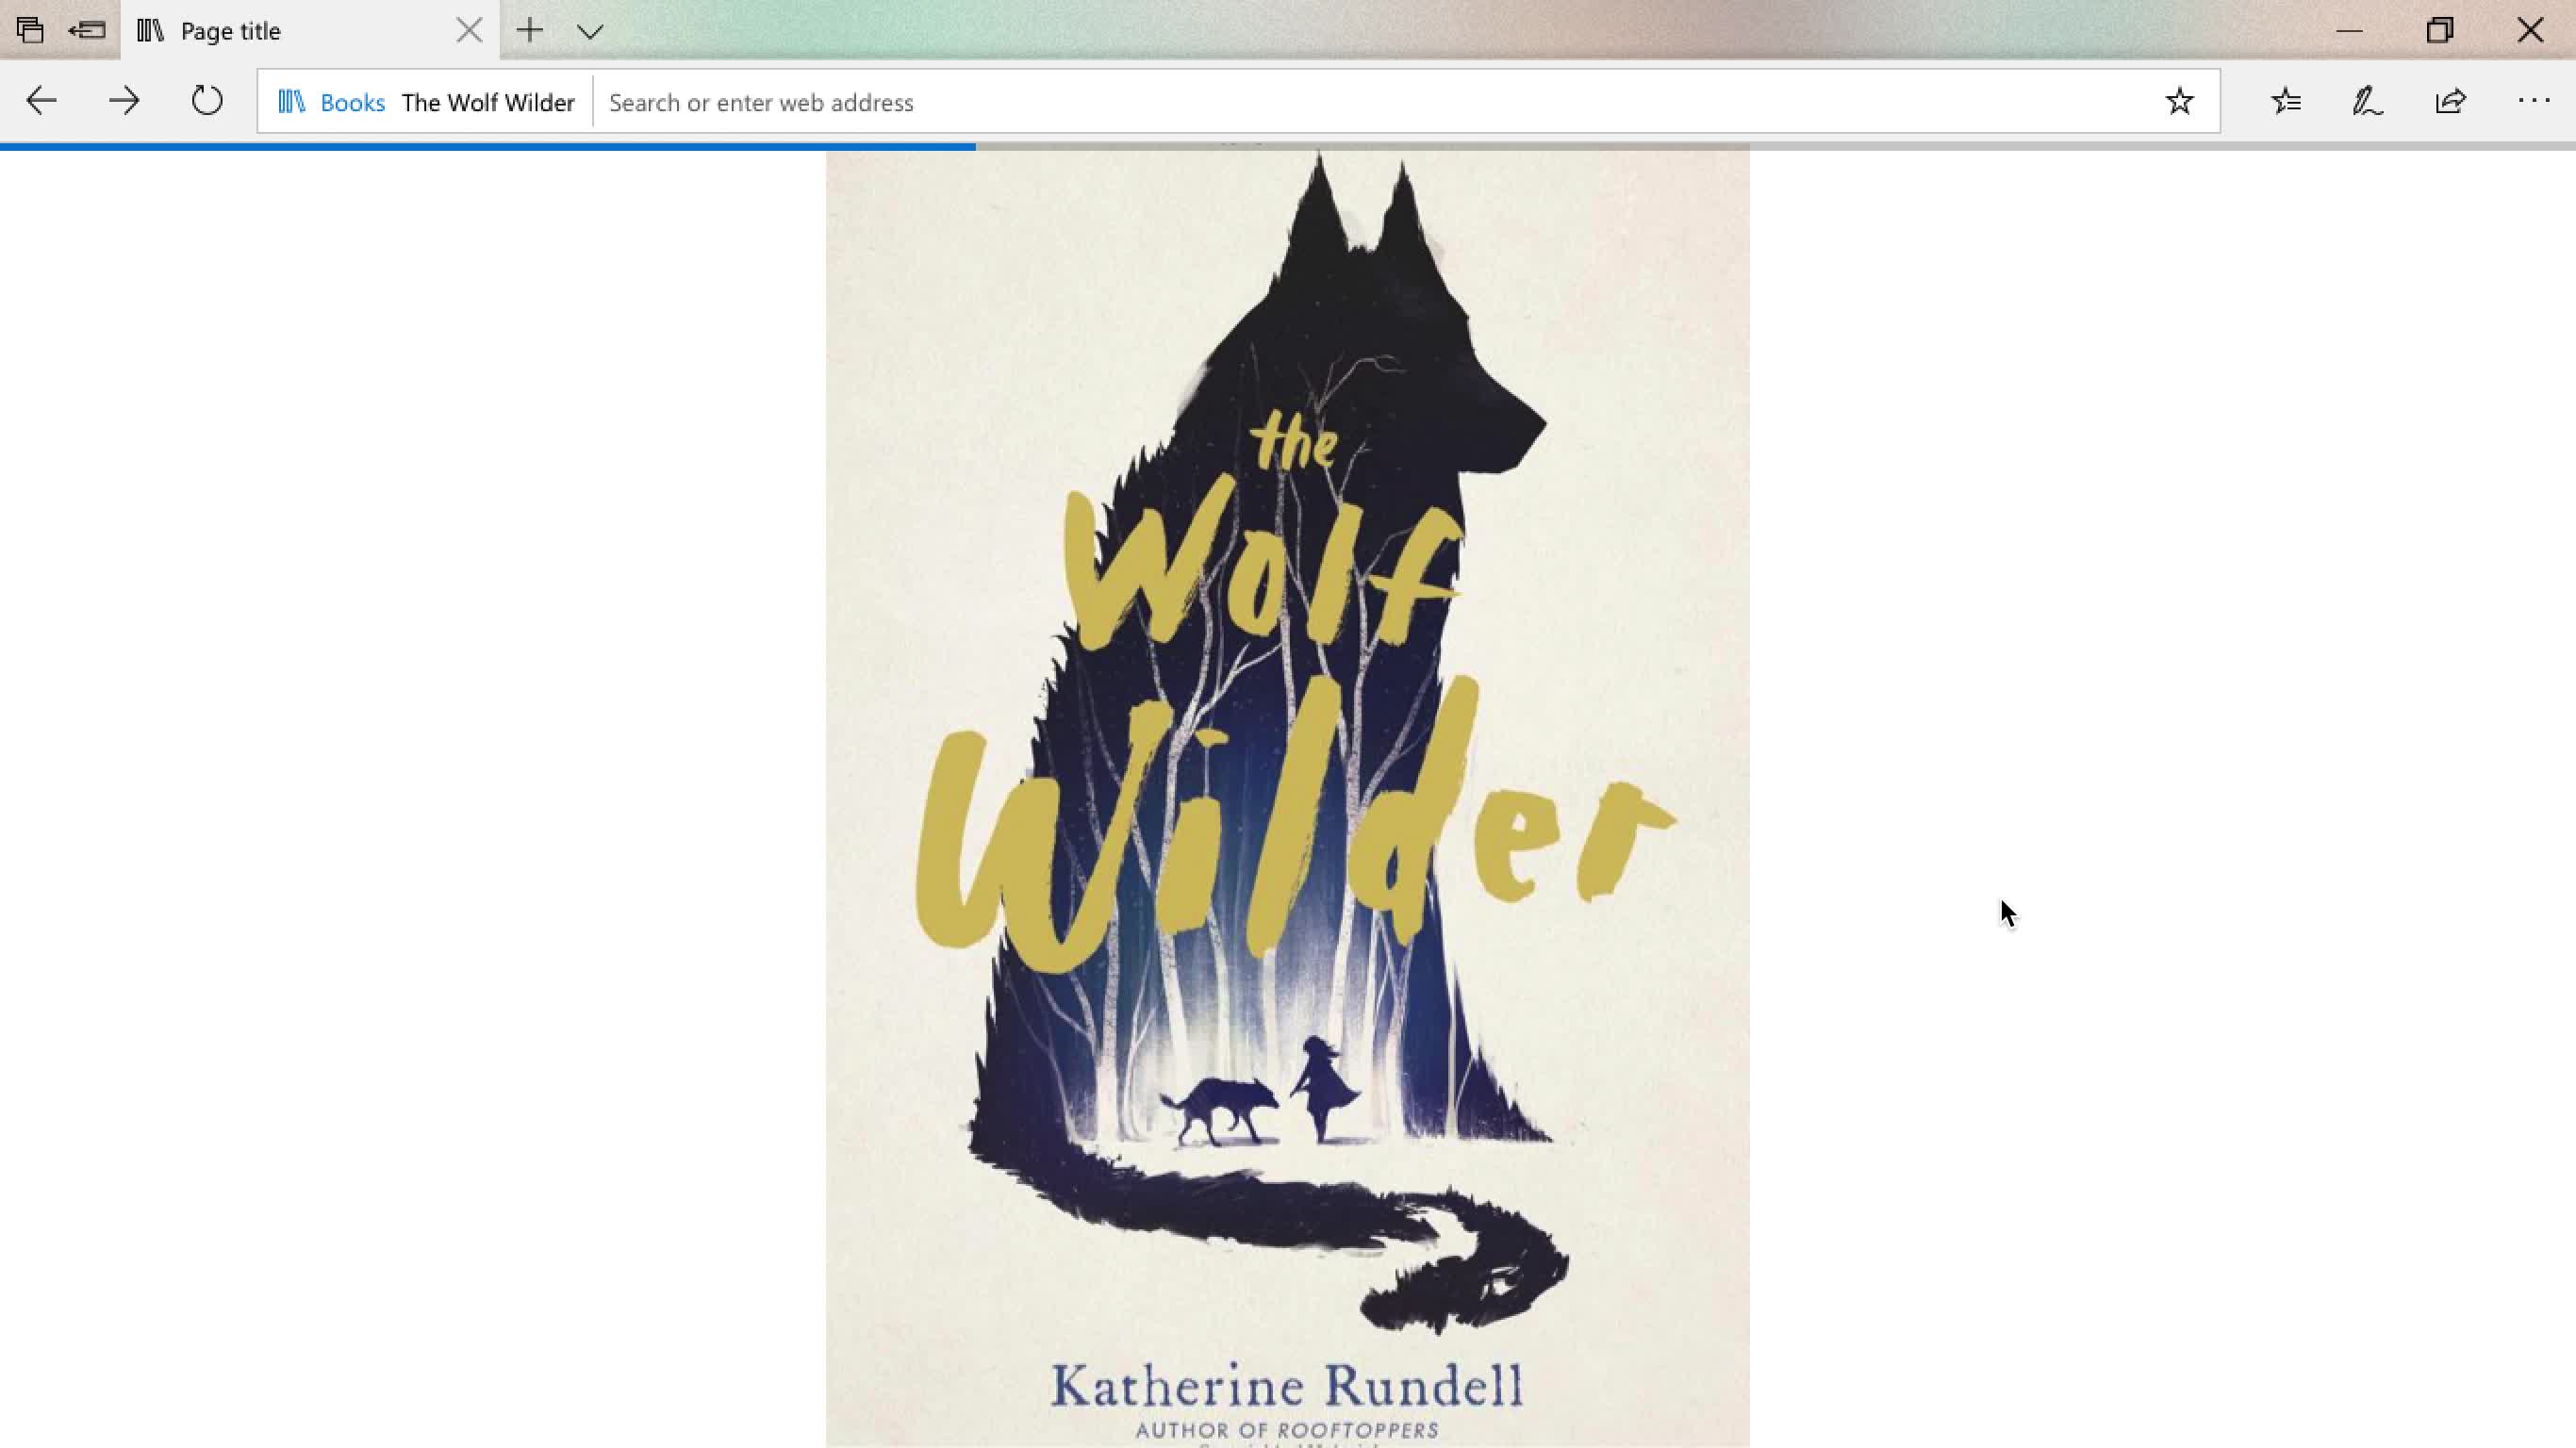 Page title
Books The Wolf Wilder Search or enter web address
the
Wolf
Wilder
Katherine Rundell
AUTHOR OF ROOFTOPPERS